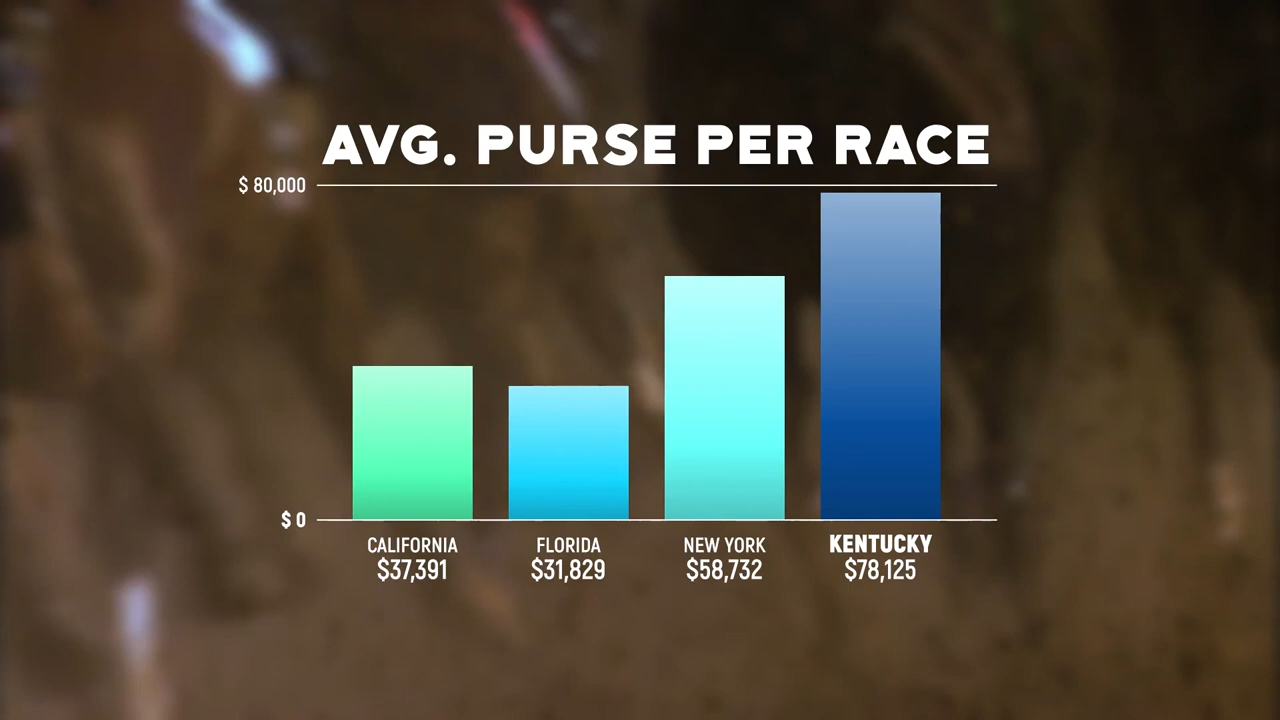 AVG. PURSE PER RACE
$ 80,000
$ 0
CALIFORNIA
$37,391
FLORIDA
$31,829
NEW YORK
$58,732
KENTUCKY
$78,125